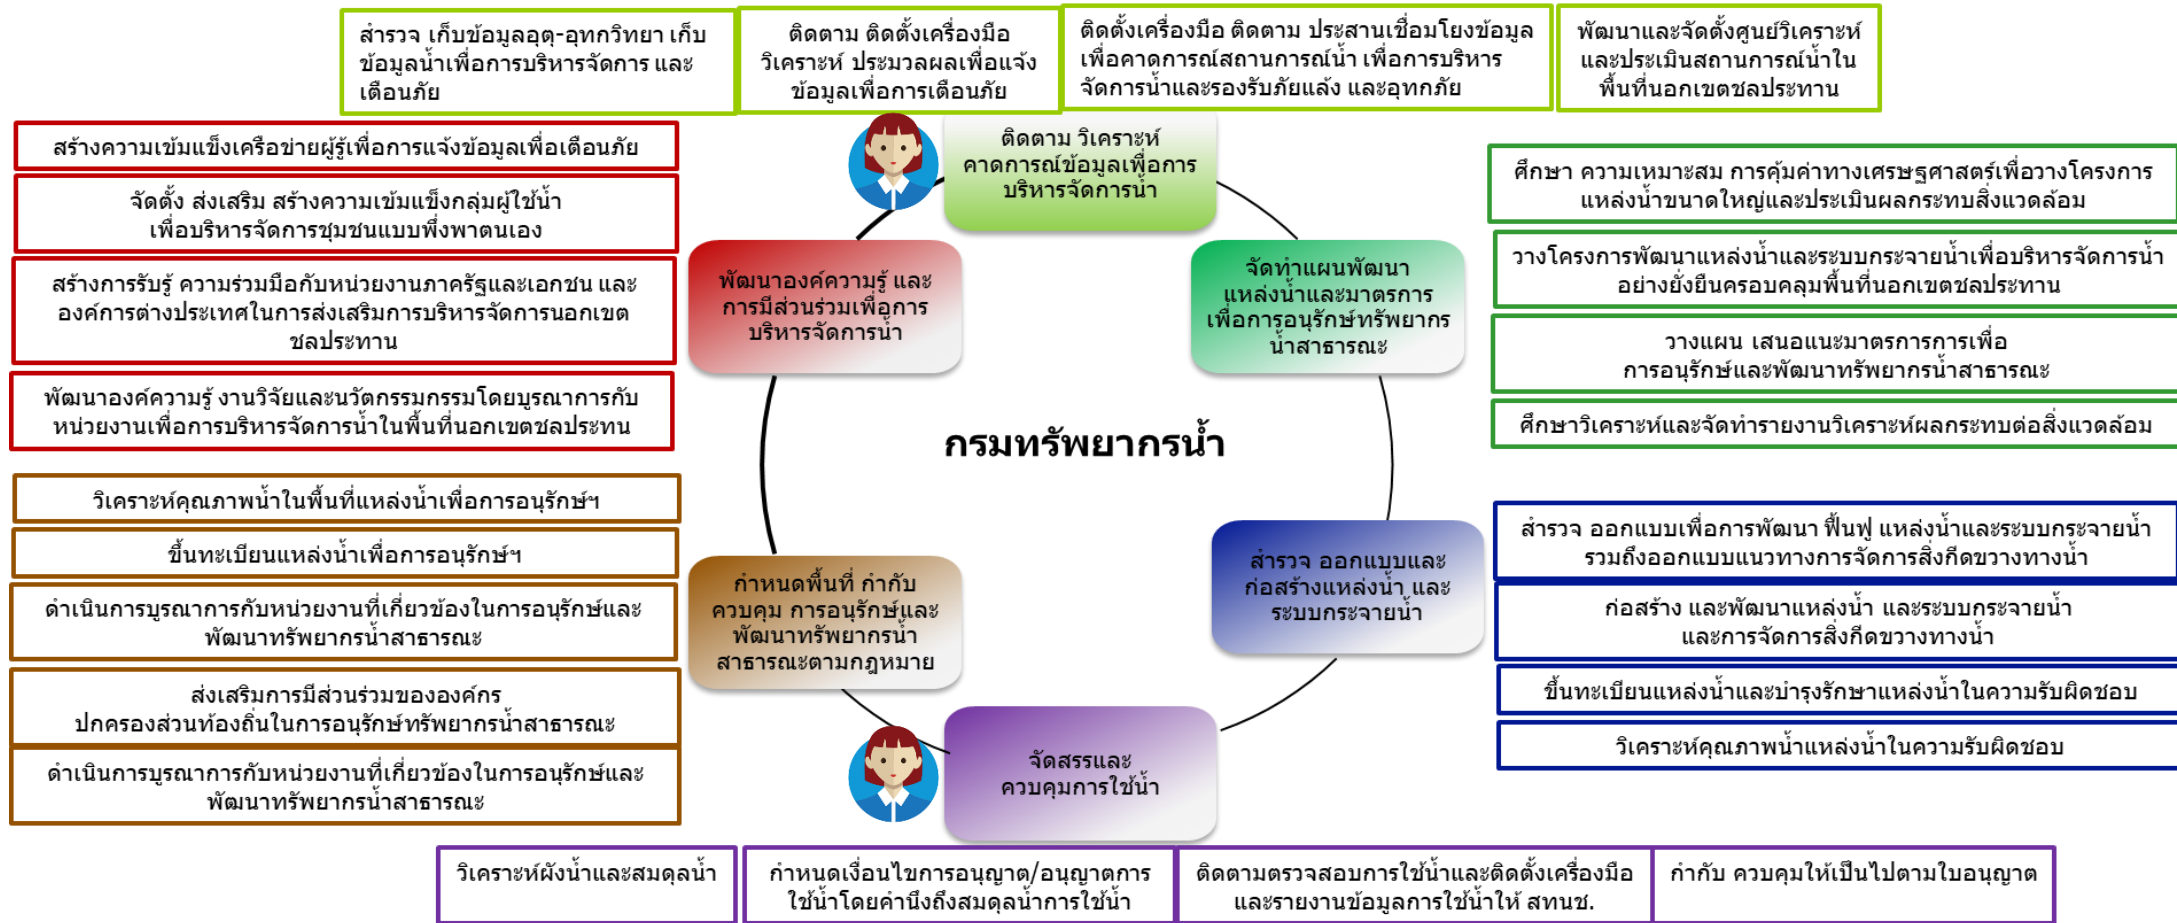 สำรวจ เก็บข้อมูลอุตุ-อุทกวิทยา เก็บ
ข้อมูลน้ำเพื่อการบริหารจัดการ และ
เตือนภัย
ติดตาม ติดตั้งเครื่องมือ
วิเคราะห์ ประมวลผลเพื่อแจ้ง
ข้อมูลเพื่อการเตือนภัย
ติดตั้งเครื่องมือ ติดตาม ประสานเชื่อมโยงข้อมูล
เพื่อคาดการณ์สถานการณ์น้ำ เพื่อการบริหาร
จัดการน้ำและรองรับภัยแล้ง และอุทกภัย
พัฒนาและจัดตั้งศูนย์วิเคราะห์
และประเมินสถานการณ์น้ำใน
พื้นที่นอกเขตชลประทาน
ติดตาม วิเคราะห์
คาดการณ์ข้อมูลเพื่อการ
บริหารจัดการน้ำ
สร้างความเข้มแข็งเครือข่ายผู้รู้เพื่อการแจ้งข้อมูลเพื่อเตือนภัย
จัดตั้ง ส่งเสริม สร้างความเข้มแข็งกลุ่มผู้ใช้น้ำ
เพื่อบริหารจัดการชุมชนแบบพึ่งพาตนเอง
สร้างการรับรู้ ความร่วมมือกับหน่วยงานภาครัฐและเอกชน และ
องค์การต่างประเทศในการส่งเสริมการบริหารจัดการนอกเขต
ชลประทาน
พัฒนาองค์ความรู้ งานวิจัยและนวัตกรรมกรรมโดยบูรณาการกับ
หน่วยงานเพื่อการบริหารจัดการน้ำในพื้นที่นอกเขตชลประทน
พัฒนาองค์ความรู้ และ
การมีส่วนร่วมเพื่อการ
บริหารจัดการน้ำ
จัดทำแผนพัฒนา
แหล่งน้ำและมาตรการ
เพื่อการอนุรักษ์ทรัพยากร
น้ำสาธารณะ
ศึกษา ความเหมาะสม การคุ้มค่าทางเศรษฐศาสตร์เพื่อวางโครงการ
แหล่งน้ำขนาดใหญ่และประเมินผลกระทบสิ่งแวดล้อม
วางโครงการพัฒนาแหล่งน้ำและระบบกระจายน้ำเพื่อบริหารจัดการน้ำ
อย่างยั่งยืนครอบคลุมพื้นที่นอกเขตชลประทาน
วางแผน เสนอแนะมาตรการการเพื่อ
การอนุรักษ์และพัฒนาทรัพยากรน้ำสาธารณะ
ศึกษาวิเคราะห์และจัดทำรายงานวิเคราะห์ผลกระทบต่อสิ่งแวดล้อม
กรมทรัพยากรน้ำ
วิเคราะห์คุณภาพน้ำในพื้นที่แหล่งน้ำเพื่อการอนุรักษ์ฯ
ขึ้นทะเบียนแหล่งน้ำเพื่อการอนุรักษ์ฯ
ดำเนินการบูรณาการกับหน่วยงานที่เกี่ยวข้องในการอนุรักษ์และ
พัฒนาทรัพยากรน้ำสาธารณะ
ส่งเสริมการมีส่วนร่วมขององค์กร
ปกครองส่วนท้องถิ่นในการอนุรักษ์ทรัพยากรน้ำสาธารณะ
ดำเนินการบูรณาการกับหน่วยงานที่เกี่ยวข้องในการอนุรักษ์และ
พัฒนาทรัพยากรน้ำสาธารณะ
กำหนดพื้นที่ กำกับ
ควบคุม การอนุรักษ์และ
พัฒนาทรัพยากรน้ำ
สาธารณะตามกฎหมาย
สำรวจ ออกแบบและ
ก่อสร้างแหล่งน้ำ และ
ระบบกระจายน้ำ
สำรวจ ออกแบบเพื่อการพัฒนา ฟื้นฟู แหล่งน้ำและระบบกระจายน้ำ
รวมถึงออกแบบแนวทางการจัดการสิ่งกีดขวางทางน้ำ
ก่อสร้าง และพัฒนาแหล่งน้ำ และระบบกระจายน้ำ
และการจัดการสิ่งกีดขวางทางน้ำ
ขึ้นทะเบียนแหล่งน้ำและบำรุงรักษาแหล่งน้ำในความรับผิดชอบ
วิเคราะห์คุณภาพน้ำแหล่งน้ำในความรับผิดชอบ
จัดสรรและ
ควบคุมการใช้น้ำ
วิเคราะห์ผังน้ำและสมดุลน้ำ
กำหนดเงื่อนไขการอนุญาต/อนุญาตการ
ใช้น้ำโดยคำนึงถึงสมดุลน้ำการใช้น้ำ
ติดตามตรวจสอบการใช้น้ำและติดตั้งเครื่องมือ
และรายงานข้อมูลการใช้น้ำให้ สทนช.
กำกับ ควบคุมให้เป็นไปตามใบอนุญาต